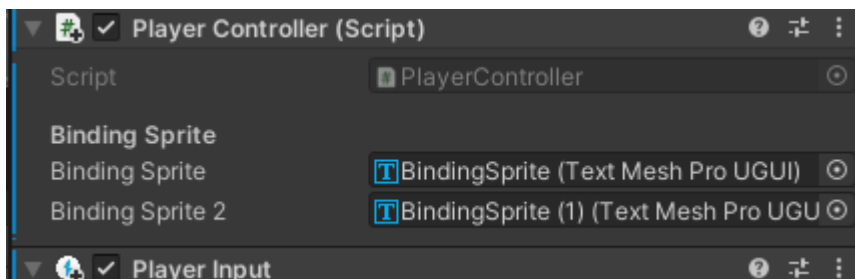 Player Controller (Script)
Script PlayerController
Binding Sprite
Binding Sprite BindingSprite (Text Mesh Pro UGUI)
Binding Sprite 2 BindingSprite (1) (Text Mesh Pro UGU
Player Input